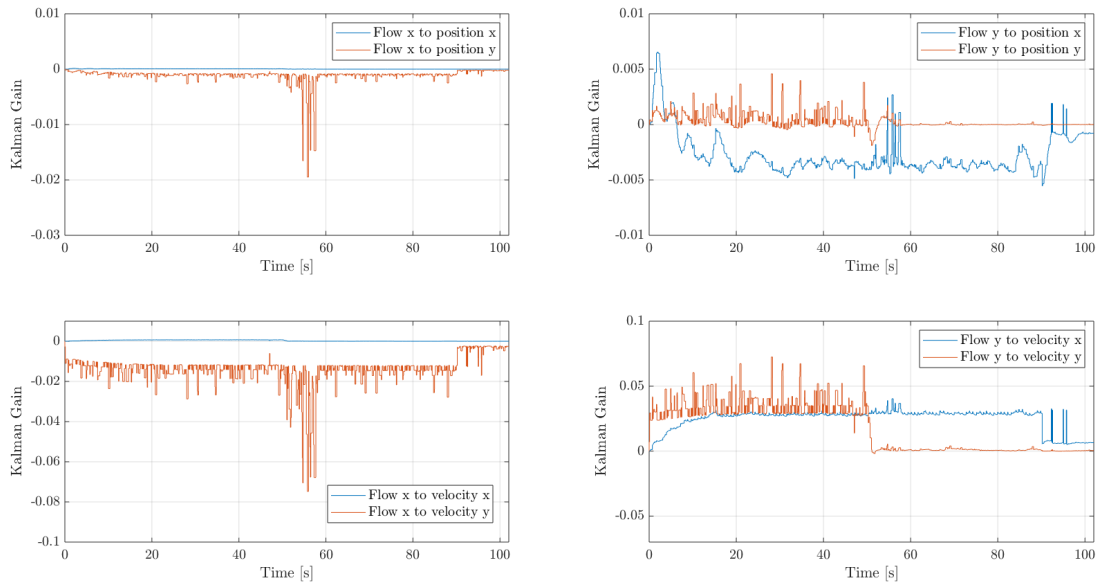 0.01
0
-0.01
-0.02
-0.03
Kalman Gain
Flow x to position x
Flow x to position y
0 20 40 60 80 100
Time [s]
0.01
0.005
0
-0.005
-0.01
Kalman Gain
Flow y to position x
Flow y to position y
0 20 40 60 80 100
Time [s]
0
-0.02
-0.04
-0.06
-0.08
-0.1
Kalman Gain
Flow x to velocity x
Flow x to velocity y
0 20 40 60 80 100
Time [s]
0.1
0.05
0
-0.05
Kalman Gain
Flow y to velocity x
Flow y to velocity y
0 20 40 60 80 100
Time [s]